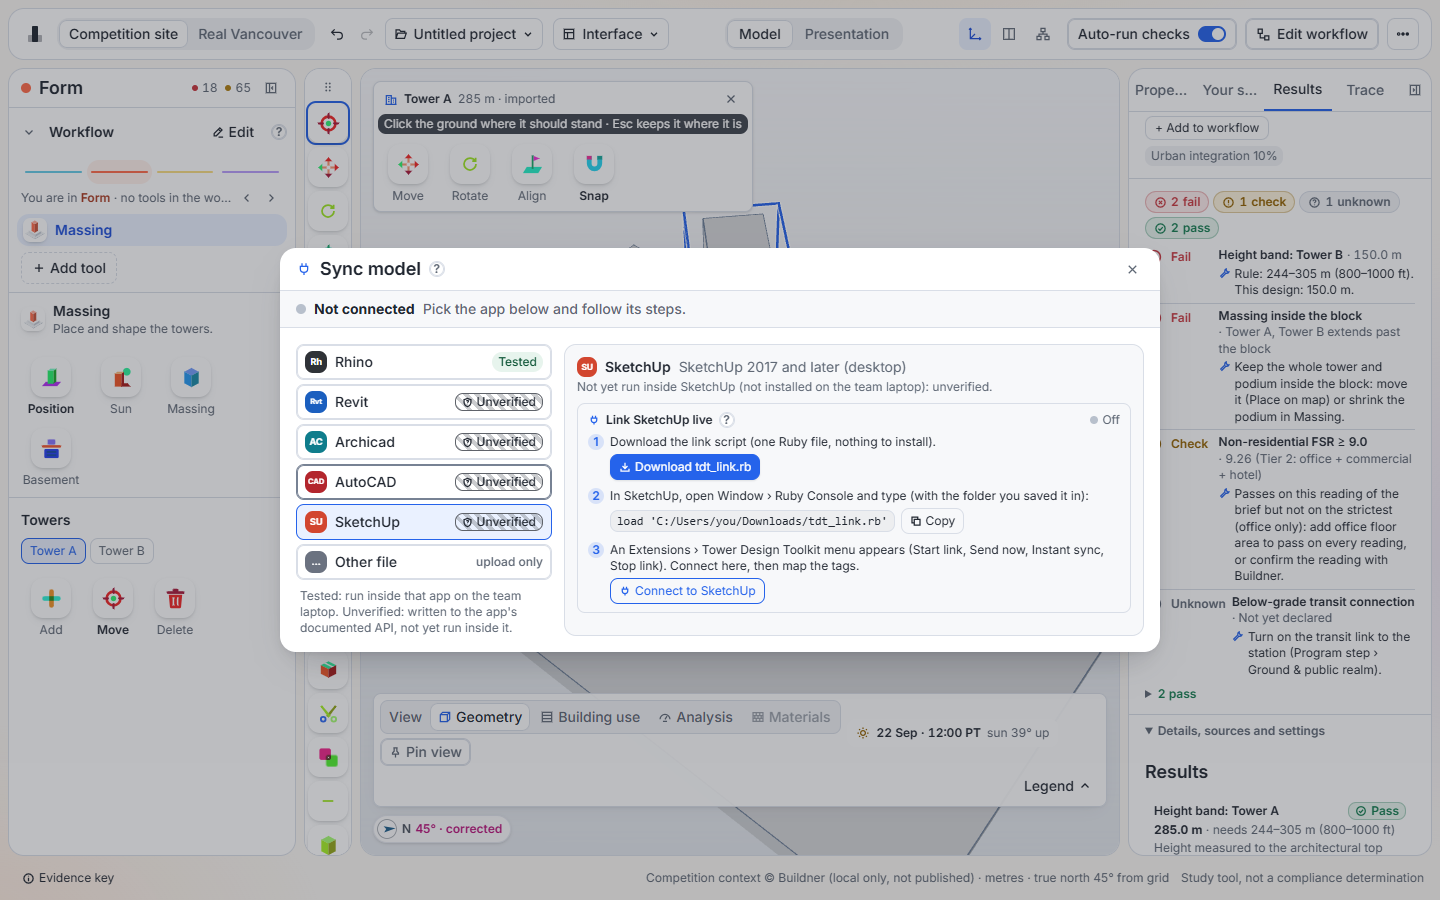 Competition site
Real Vancouver
Untitled project
Interface
Model
Presentation
Auto-run checks
Edit workflow
Form
18
65
Workflow
Edit
?
You are in Form · no tools in the wo...
Massing
+ Add tool
Massing
Place and shape the towers.
Position
Sun
Massing
Basement
Towers
Tower A
Tower B
Add
Move
Delete
Tower A 285 m · imported
Click the ground where it should stand · Esc keeps it where it is
Move
Rotate
Align
Snap
Sync model
?
Not connected Pick the app below and follow its steps.
Rh Rhino Tested
Rvt Revit Unverified
AC Archicad Unverified
CAD AutoCAD Unverified
SU SketchUp Unverified
... Other file upload only
Tested: run inside that app on the team
laptop. Unverified: written to the app's
documented API, not yet run inside it.
SU SketchUp SketchUp 2017 and later (desktop)
Not yet run inside SketchUp (not installed on the team laptop): unverified.
Link SketchUp live ? Off
1 Download the link script (one Ruby file, nothing to install).
Download tdt_link.rb
2 In SketchUp, open Window › Ruby Console and type (with the folder you saved it in):
load 'C:/Users/you/Downloads/tdt_link.rb' Copy
3 An Extensions › Tower Design Toolkit menu appears (Start link, Send now, Instant sync,
Stop link). Connect here, then map the tags.
Connect to SketchUp
View
Geometry
Building use
Analysis
Materials
22 Sep · 12:00 PT sun 39° up
Pin view
Legend
N 45° · corrected
Prope...
Your s...
Results
Trace
+ Add to workflow
Urban integration 10%
2 fail
1 check
1 unknown
2 pass
Fail Height band: Tower B · 150.0 m
Rule: 244–305 m (800–1000 ft).
This design: 150.0 m.
Fail Massing inside the block
· Tower A, Tower B extends past
the block
Keep the whole tower and
podium inside the block: move
it (Place on map) or shrink the
podium in Massing.
Check Non-residential FSR ≥ 9.0
· 9.26 (Tier 2: office + commercial
+ hotel)
Passes on this reading of the
brief but not on the strictest
(office only): add office floor
area to pass on every reading,
or confirm the reading with
Buildner.
Unknown Below-grade transit connection
· Not yet declared
Turn on the transit link to the
station (Program step ›
Ground & public realm).
2 pass
Details, sources and settings
Results
Height band: Tower A Pass
285.0 m · needs 244–305 m (800–1000 ft)
Height measured to the architectural top
Evidence key
Competition context © Buildner (local only, not published) · metres · true north 45° from grid
Study tool, not a compliance determination